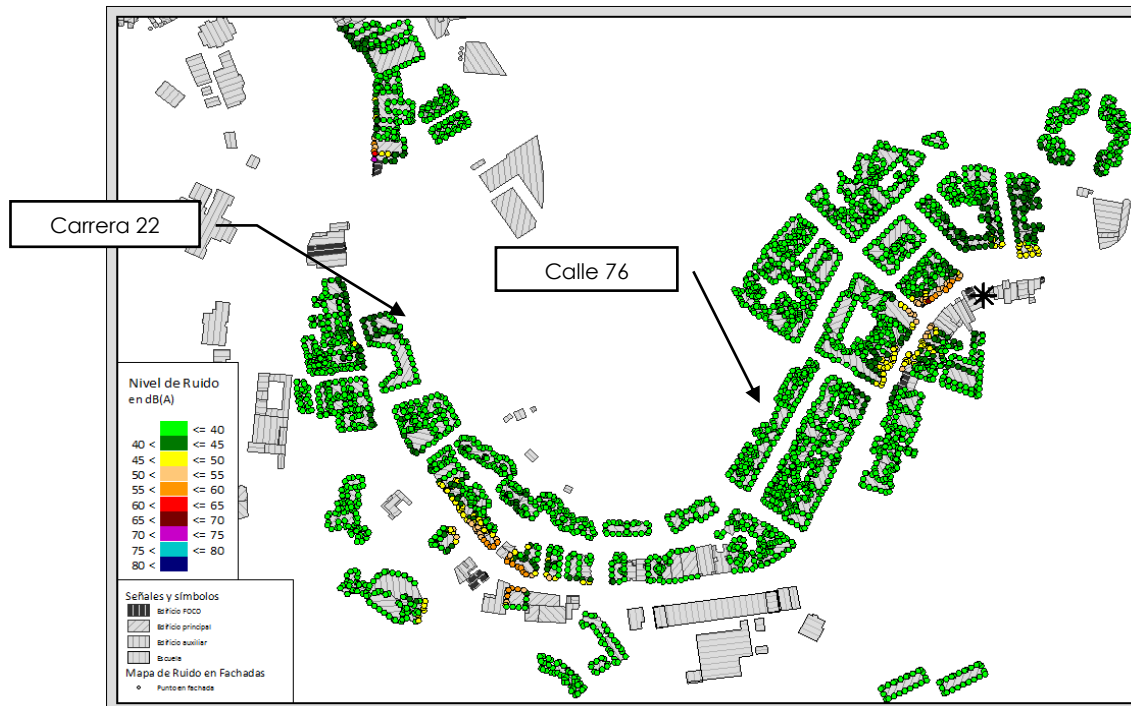 Carrera 22
Calle 76
Nivel de Ruido
en dB(A)
<= 40
40 < <= 45
45 < <= 50
50 < <= 55
55 < <= 60
60 < <= 65
65 < <= 70
70 < <= 75
75 < <= 80
80 <
Señales y símbolos
Edificio FOCO
Edificio principal
Edificio auxiliar
Escuela
Mapa de Ruido en Fachadas
Punto en fachada